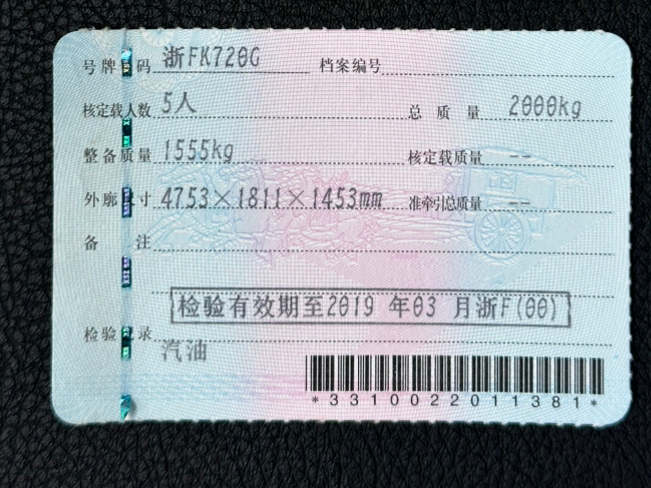 号牌号码 浙FK720G 档案编号
核定载人数 5人 总质量 2000kg
整备质量 1555kg 核定载质量 --
外廓尺寸 4753×1811×1453mm 准牵引总质量 --
备注
检验有效期至2019 年03 月浙F(00)
检验记录
汽油
*3310022011381*